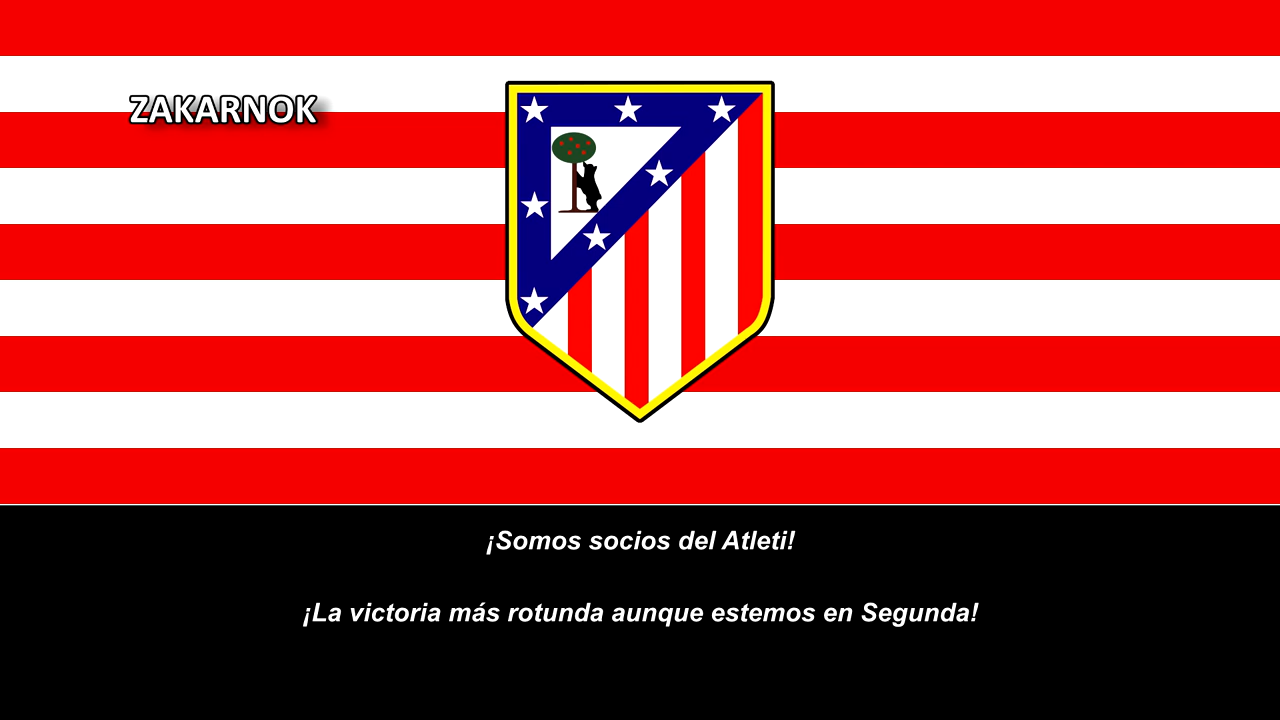 ZAKARNOK
¡Somos socios del Atleti!
¡La victoria más rotunda aunque estemos en Segunda!